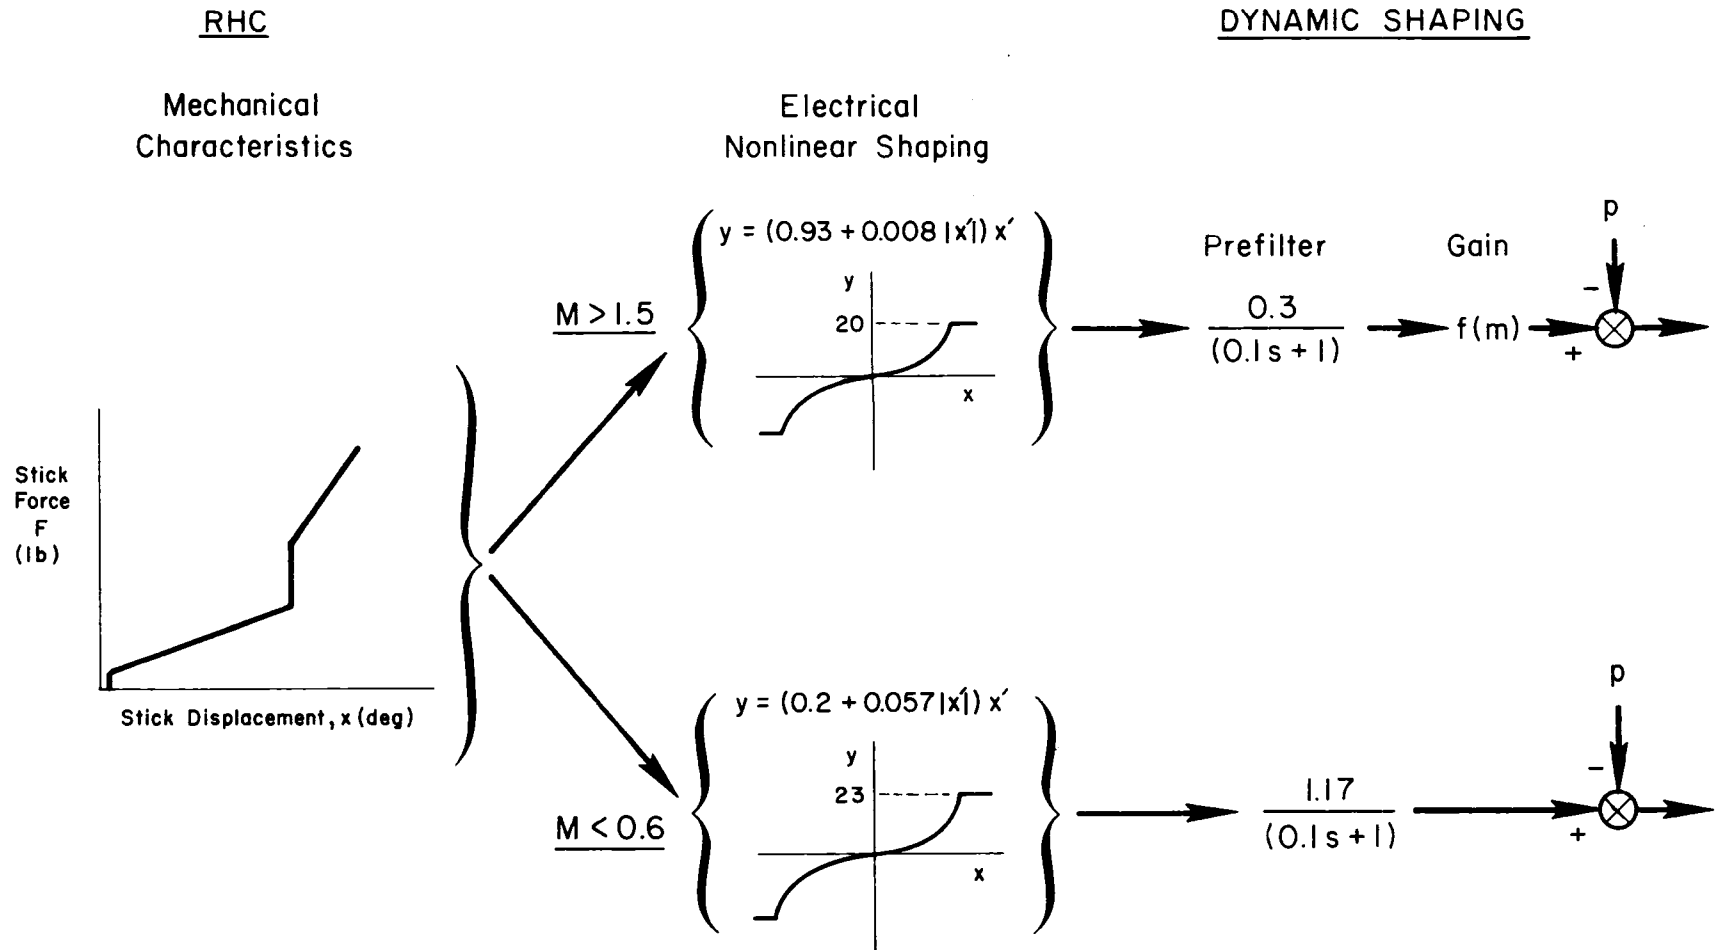 RHC
DYNAMIC SHAPING
Mechanical
Characteristics
Electrical
Nonlinear Shaping
y = (0.93 + 0.008 |x′|) x′
y
20
x
M > 1.5
Prefilter
0.3
(0.1s + 1)
Gain
f(m)
p
−
+
Stick
Force
F
(lb)
Stick Displacement, x (deg)
y = (0.2 + 0.057 |x′|) x′
y
23
x
M < 0.6
1.17
(0.1s + 1)
p
−
+